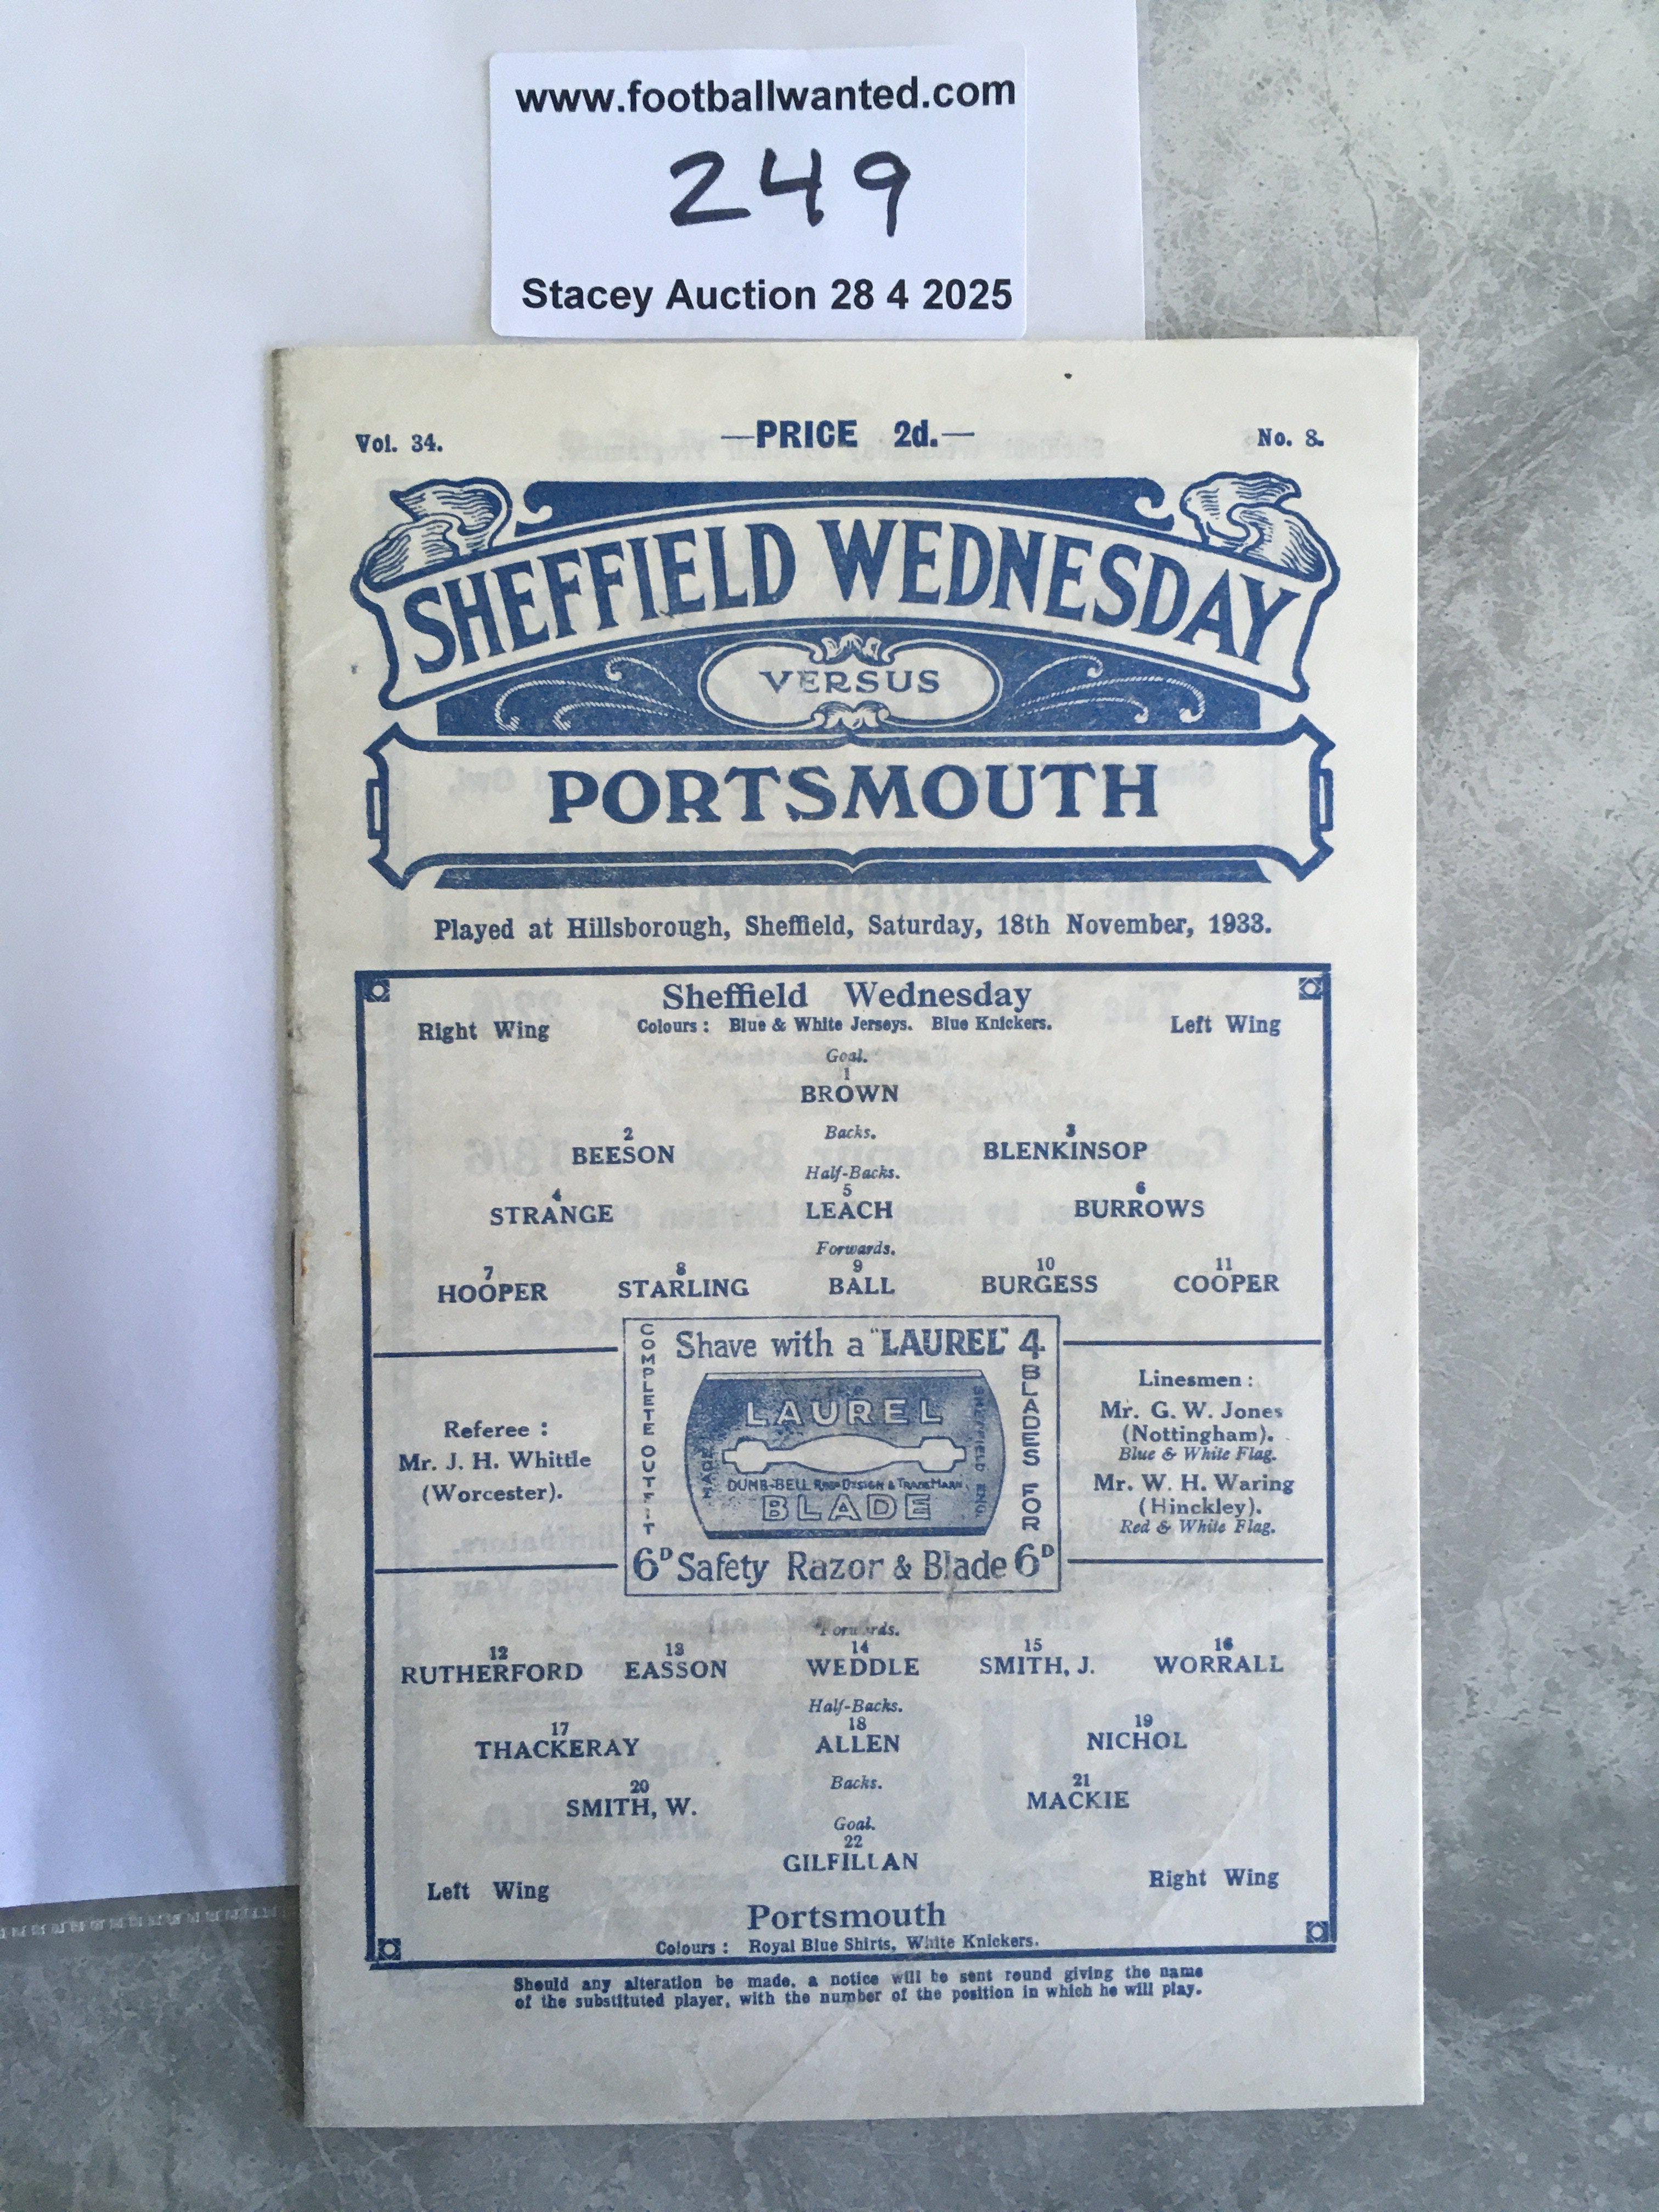 www.footballwanted.com
249
Stacey Auction 28 4 2025
Vol. 34. —PRICE 2d.— No. 8.
SHEFFIELD WEDNESDAY
VERSUS
PORTSMOUTH
Played at Hillsborough, Sheffield, Saturday, 18th November, 1933.
Sheffield Wednesday
Right Wing Colours: Blue & White Jerseys. Blue Knickers. Left Wing
Goal.
1
BROWN
2 Backs. 3
BEESON BLENKINSOP
Half-Backs.
4 5 6
STRANGE LEACH BURROWS
Forwards.
7 8 9 10 11
HOOPER STARLING BALL BURGESS COOPER
COMPLETE OUTFIT
Shave with a "LAUREL" 4
BLADES FOR
LAUREL
MADE
SHEFFIELD ENG.
DUMB-BELL REGD DESIGN & TRADE MARK
BLADE
6D Safety Razor & Blade 6D
Referee:
Mr. J. H. Whittle
(Worcester).
Linesmen:
Mr. G. W. Jones
(Nottingham).
Blue & White Flag.
Mr. W. H. Waring
(Hinckley).
Red & White Flag.
Forwards.
12 13 14 15 16
RUTHERFORD EASSON WEDDLE SMITH, J. WORRALL
Half-Backs.
17 18 19
THACKERAY ALLEN NICHOL
20 Backs. 21
SMITH, W. MACKIE
Goal.
22
GILFILLAN
Left Wing Right Wing
Portsmouth
Colours: Royal Blue Shirts, White Knickers.
Should any alteration be made, a notice will be sent round giving the name
of the substituted player, with the number of the position in which he will play.